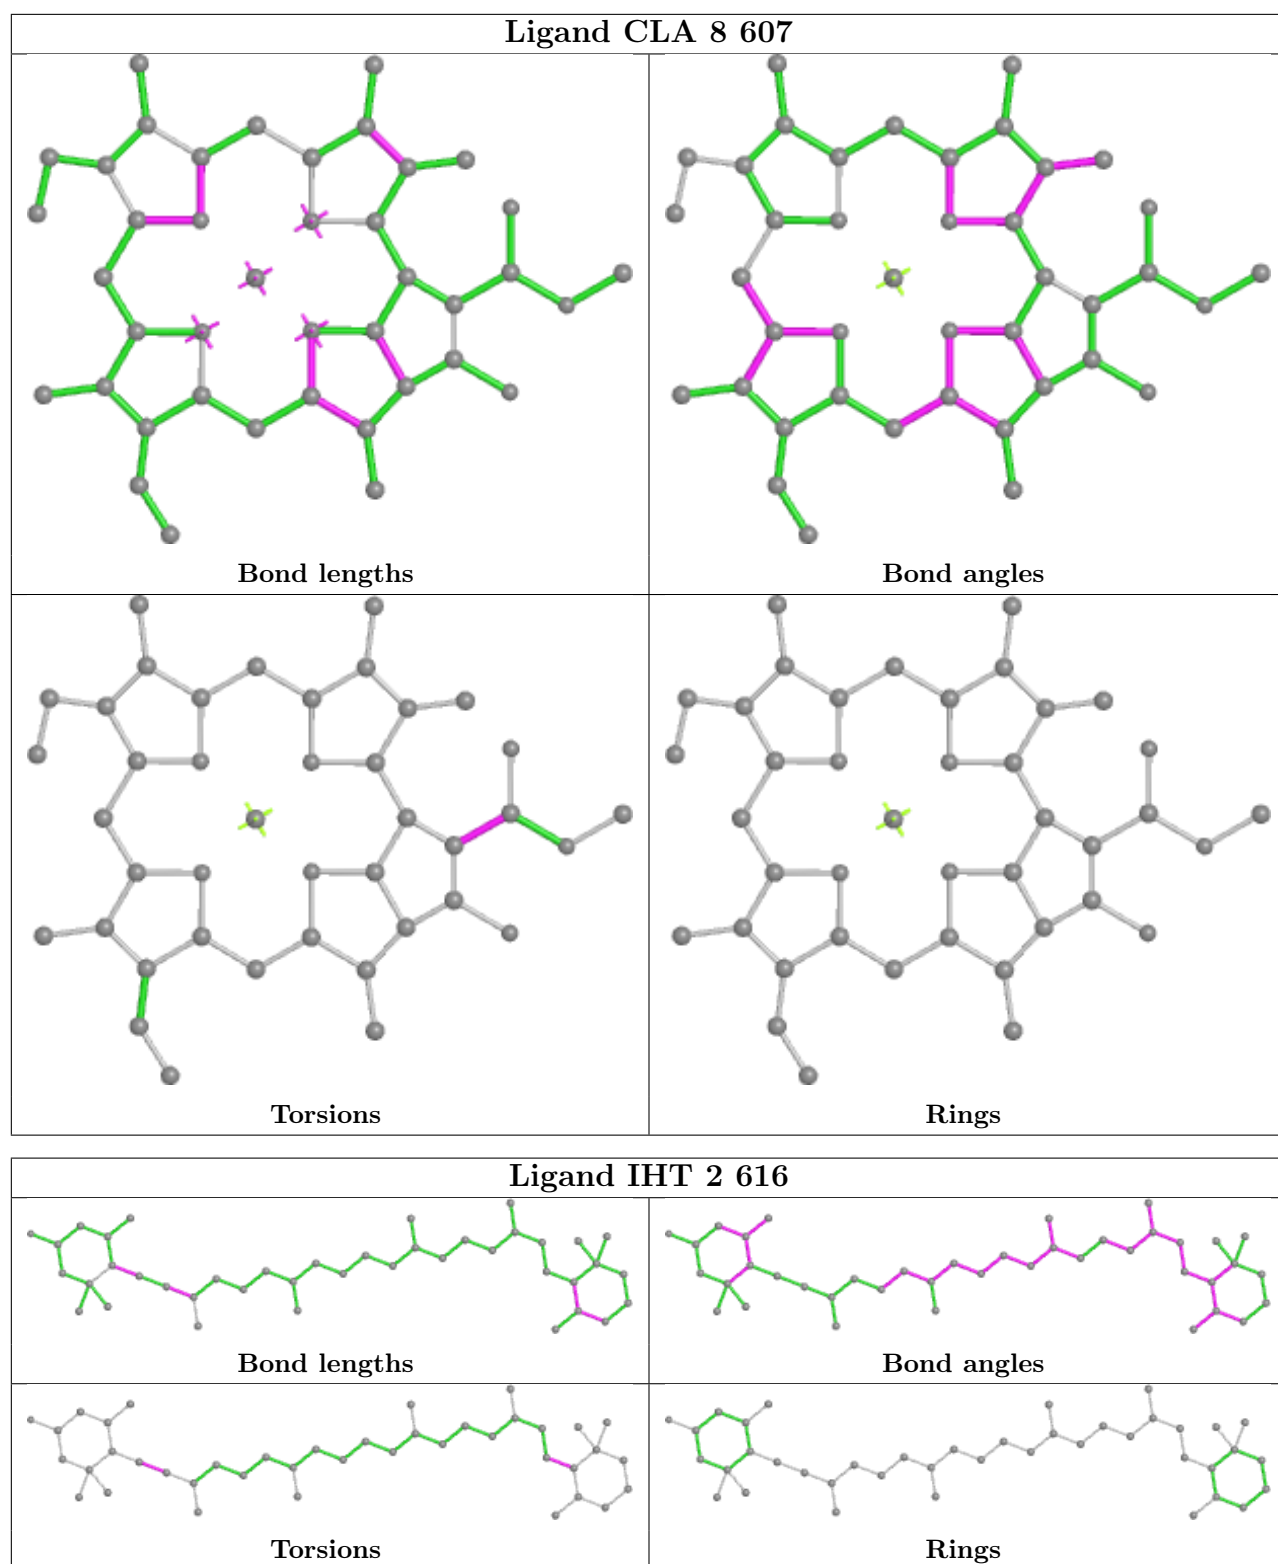 Ligand CLA 8 607
Bond lengths
Bond angles
Torsions
Rings
Ligand IHT 2 616
Bond lengths
Bond angles
Torsions
Rings